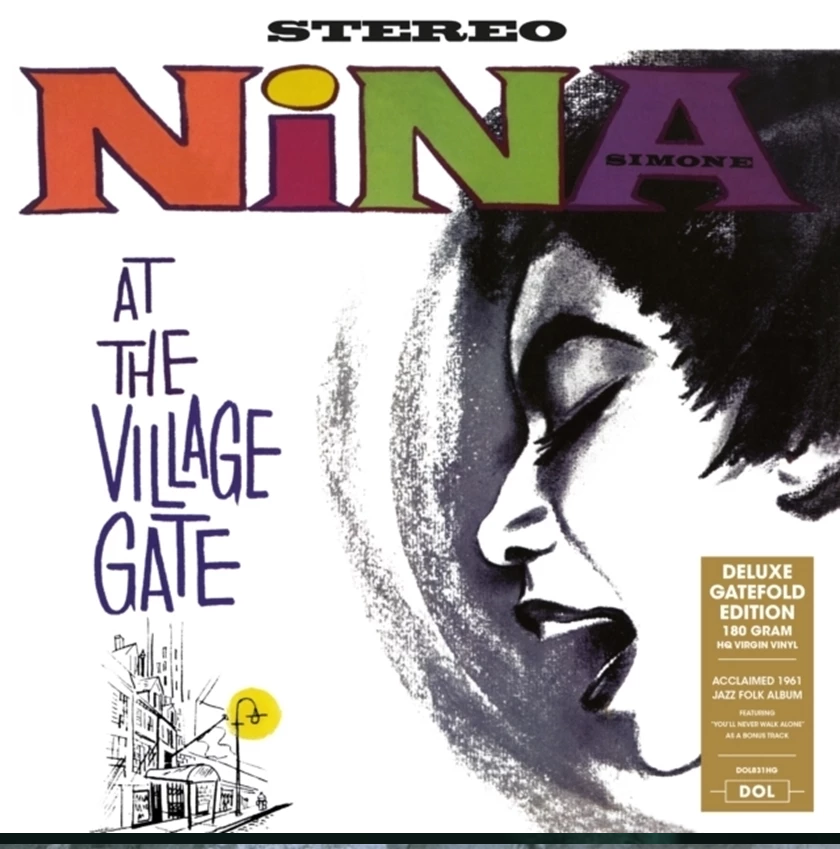 STEREO
NiNA
SIMONE
AT
THE
ViLLAGE
GATE
DELUXE
GATEFOLD
EDITION
180 GRAM
HQ VIRGIN VINYL
ACCLAIMED 1961
JAZZ FOLK ALBUM
FEATURING
"YOU'LL NEVER WALK ALONE"
AS A BONUS TRACK
DOL831HG
DOL